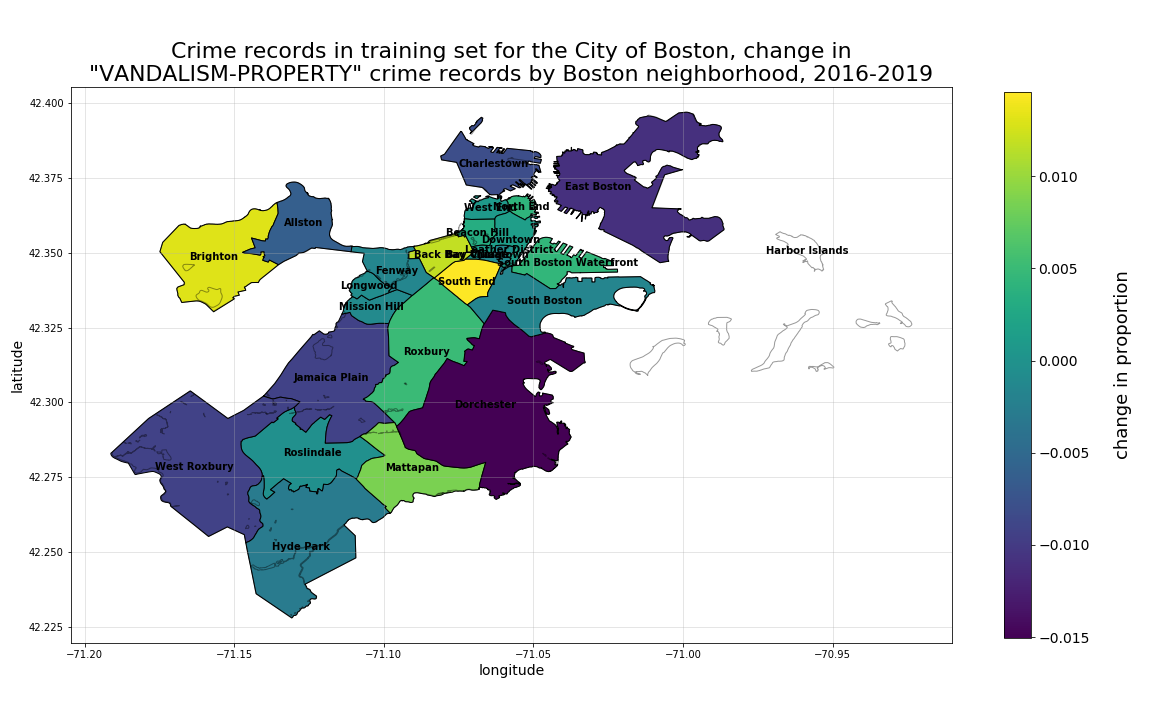 Crime records in training set for the City of Boston, change in
"VANDALISM-PROPERTY" crime records by Boston neighborhood, 2016-2019
42.400
42.375
42.350
42.325
42.300
42.275
42.250
42.225
latitude
Charlestown
East Boston
West End
North End
Allston
Beacon Hill
Downtown
Leather District
Brighton
Back Bay
Bay Village
Chinatown
South Boston Waterfront
Harbor Islands
Fenway
Longwood
South End
Mission Hill
South Boston
Roxbury
Jamaica Plain
Dorchester
Roslindale
West Roxbury
Mattapan
Hyde Park
−71.20
−71.15
−71.10
−71.05
−71.00
−70.95
longitude
0.010
0.005
0.000
−0.005
−0.010
−0.015
change in proportion